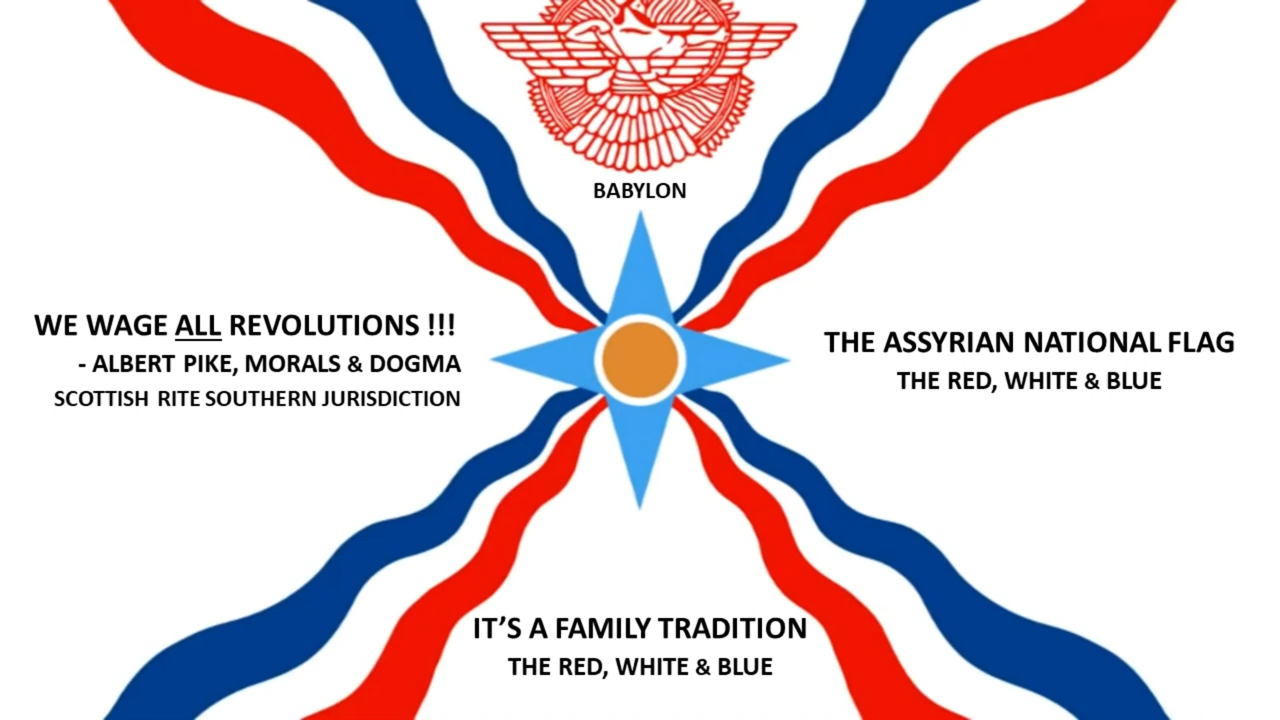 BABYLON
WE WAGE ALL REVOLUTIONS !!!
- ALBERT PIKE, MORALS & DOGMA
SCOTTISH RITE SOUTHERN JURISDICTION
THE ASSYRIAN NATIONAL FLAG
THE RED, WHITE & BLUE
IT’S A FAMILY TRADITION
THE RED, WHITE & BLUE